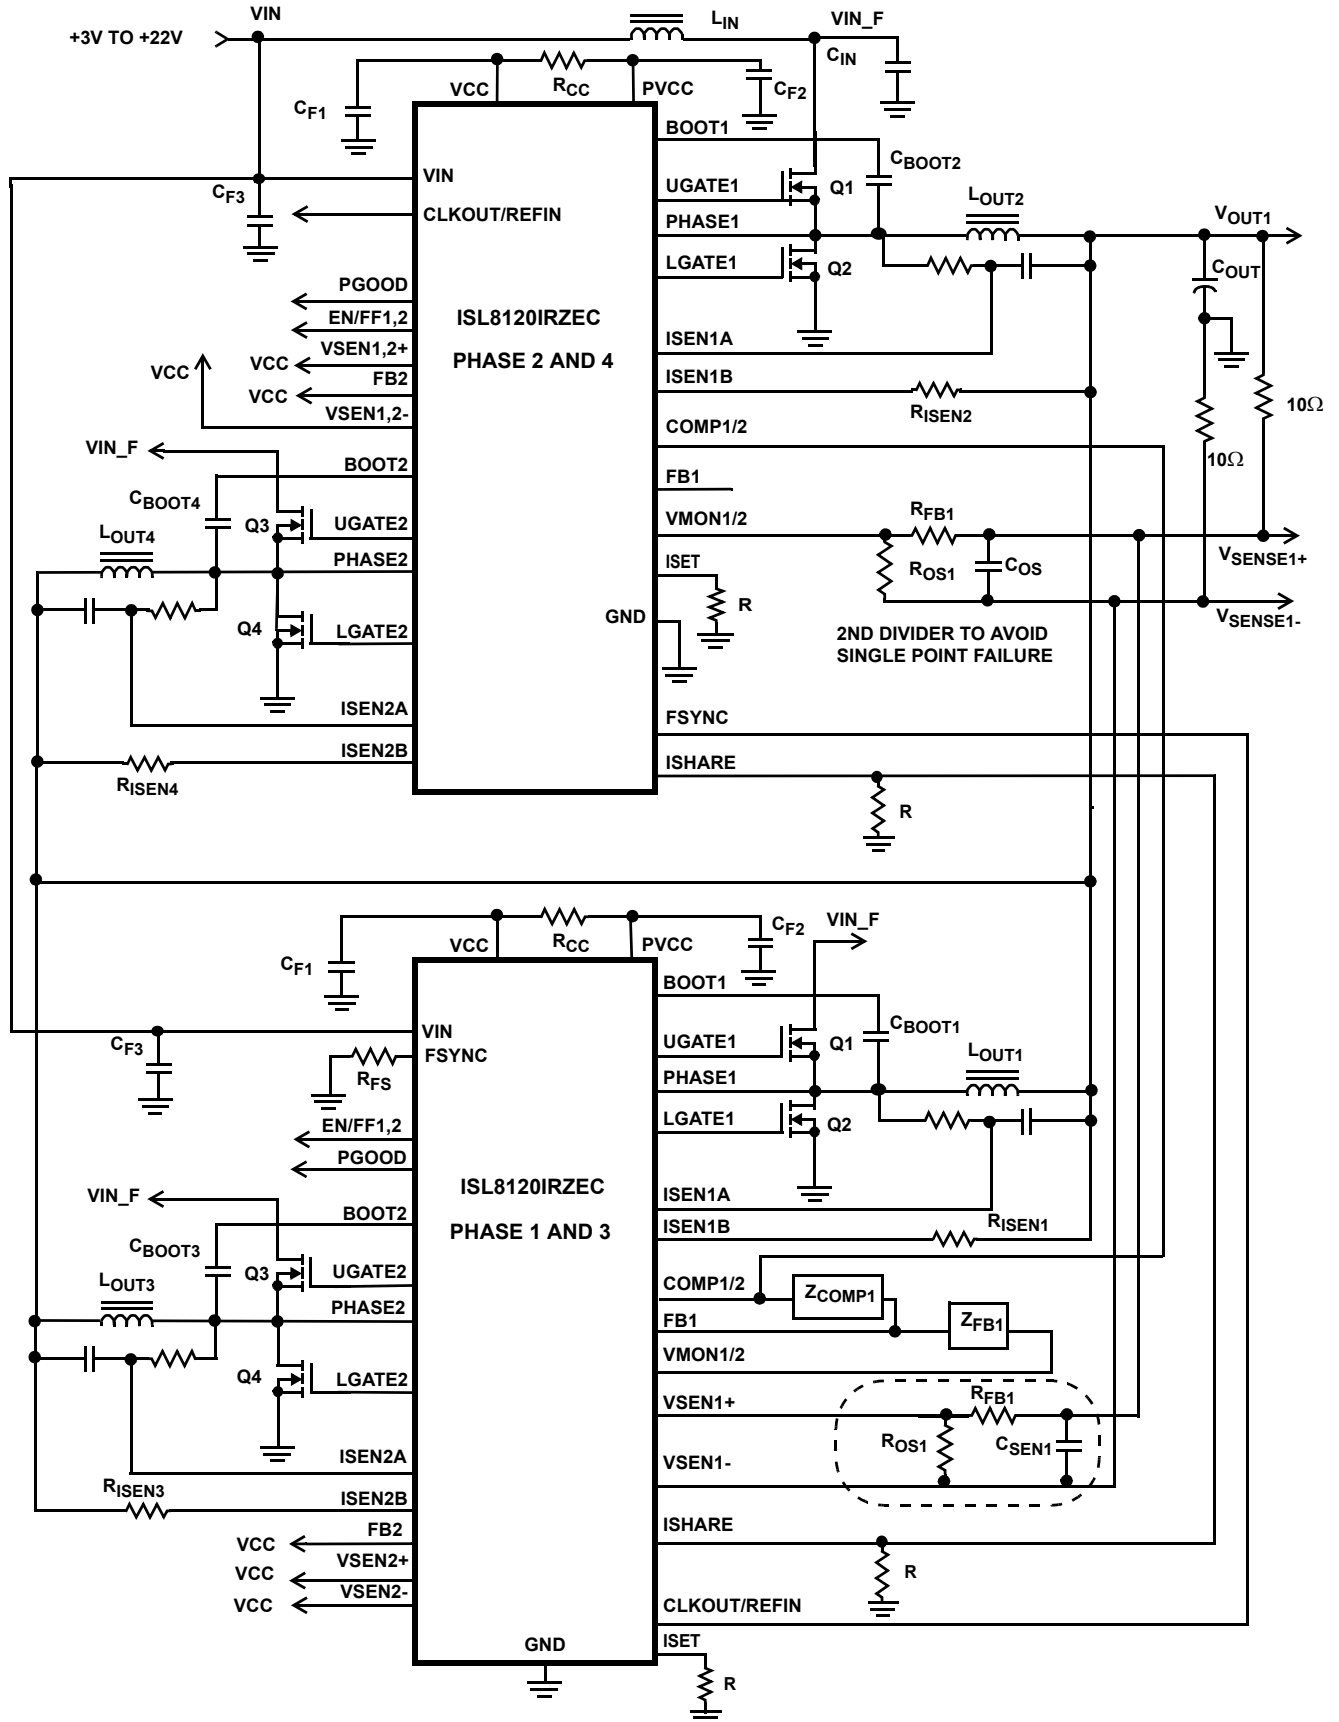 VIN
+3V TO +22V
LIN
VIN_F
CIN
VCC
RCC
PVCC
CF1
CF2
BOOT1
CBOOT2
VIN
CF3
UGATE1
Q1
LOUT2
CLKOUT/REFIN
PHASE1
VOUT1
LGATE1
Q2
COUT
PGOOD
ISL8120IRZEC
EN/FF1,2
ISEN1A
VSEN1,2+
VCC
PHASE 2 AND 4
VCC
FB2
ISEN1B
VCC
RISEN2
10Ω
VSEN1,2-
COMP1/2
VIN_F
BOOT2
10Ω
FB1
CBOOT4
Q3
UGATE2
VMON1/2
RFB1
LOUT4
PHASE2
ISET
ROS1
COS
VSENSE1+
R
Q4
LGATE2
GND
VSENSE1-
2ND DIVIDER TO AVOID
SINGLE POINT FAILURE
ISEN2A
FSYNC
ISEN2B
ISHARE
RISEN4
R
VCC
RCC
PVCC
CF2
VIN_F
CF1
BOOT1
CBOOT1
VIN
CF3
UGATE1
Q1
LOUT1
FSYNC
RFS
PHASE1
EN/FF1,2
LGATE1
Q2
PGOOD
ISL8120IRZEC
VIN_F
ISEN1A
BOOT2
PHASE 1 AND 3
ISEN1B
RISEN1
CBOOT3
Q3
UGATE2
COMP1/2
ZCOMP1
LOUT3
PHASE2
FB1
ZFB1
VMON1/2
Q4
LGATE2
VSEN1+
RFB1
ROS1
CSEN1
ISEN2A
VSEN1-
RISEN3
ISEN2B
FB2
ISHARE
VCC
VSEN2+
VCC
R
VSEN2-
VCC
CLKOUT/REFIN
GND
ISET
R